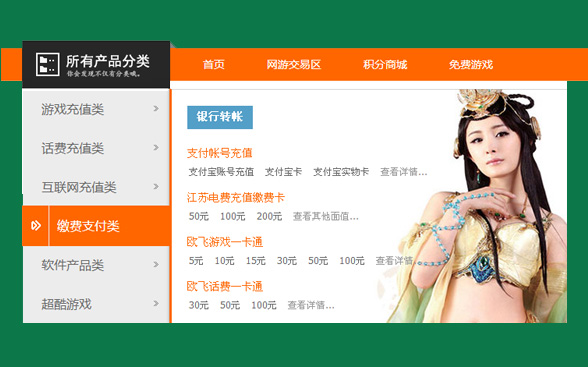 所有产品分类
你会发现不仅有分类哦。
首页 网游交易区 积分商城 免费游戏
游戏充值类 »
话费充值类 »
互联网充值类 »
缴费支付类
软件产品类 »
超酷游戏 »
银行转帐
支付帐号充值
支付宝账号充值 支付宝卡 支付宝实物卡 查看详情...
江苏电费充值缴费卡
50元 100元 200元 查看其他面值...
欧飞游戏一卡通
5元 10元 15元 30元 50元 100元 查看详情...
欧飞话费一卡通
30元 50元 100元 查看详情...